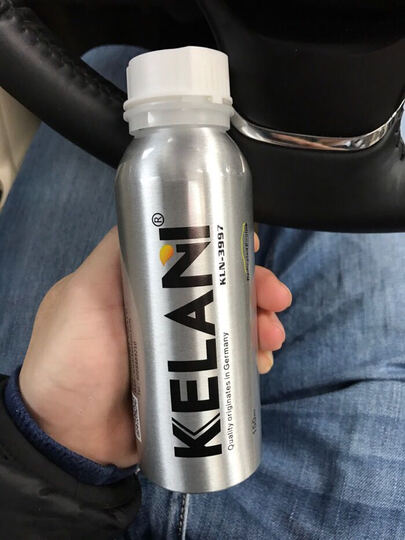 KELANI®
KLN-3997
Quality originates in Germany